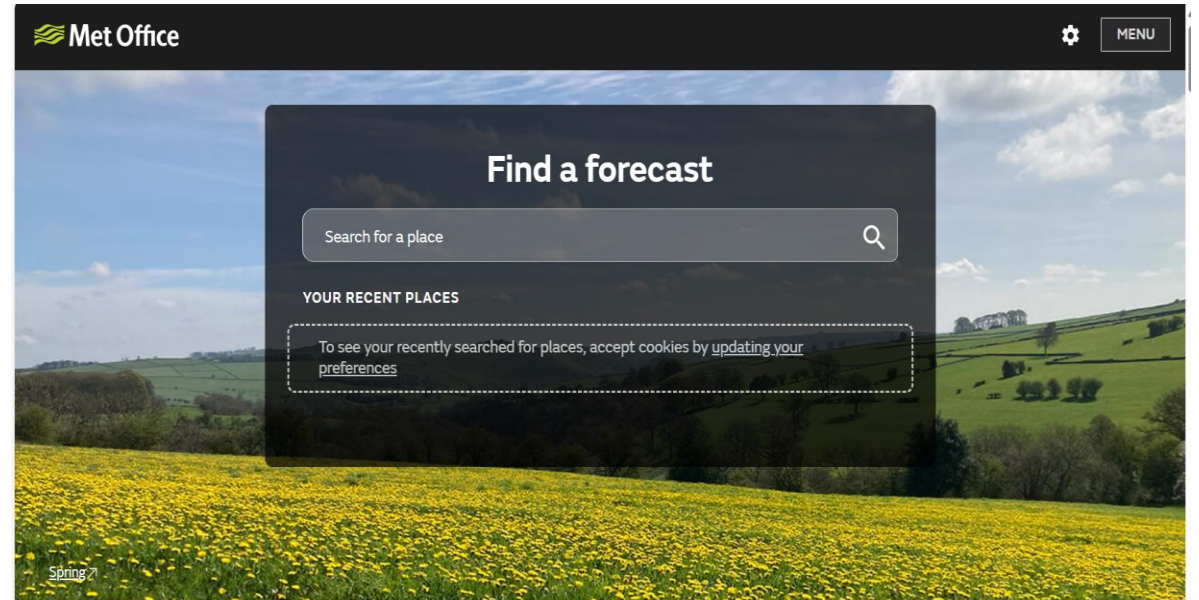 Met Office
MENU
Find a forecast
Search for a place
YOUR RECENT PLACES
To see your recently searched for places, accept cookies by updating your
preferences
Spring